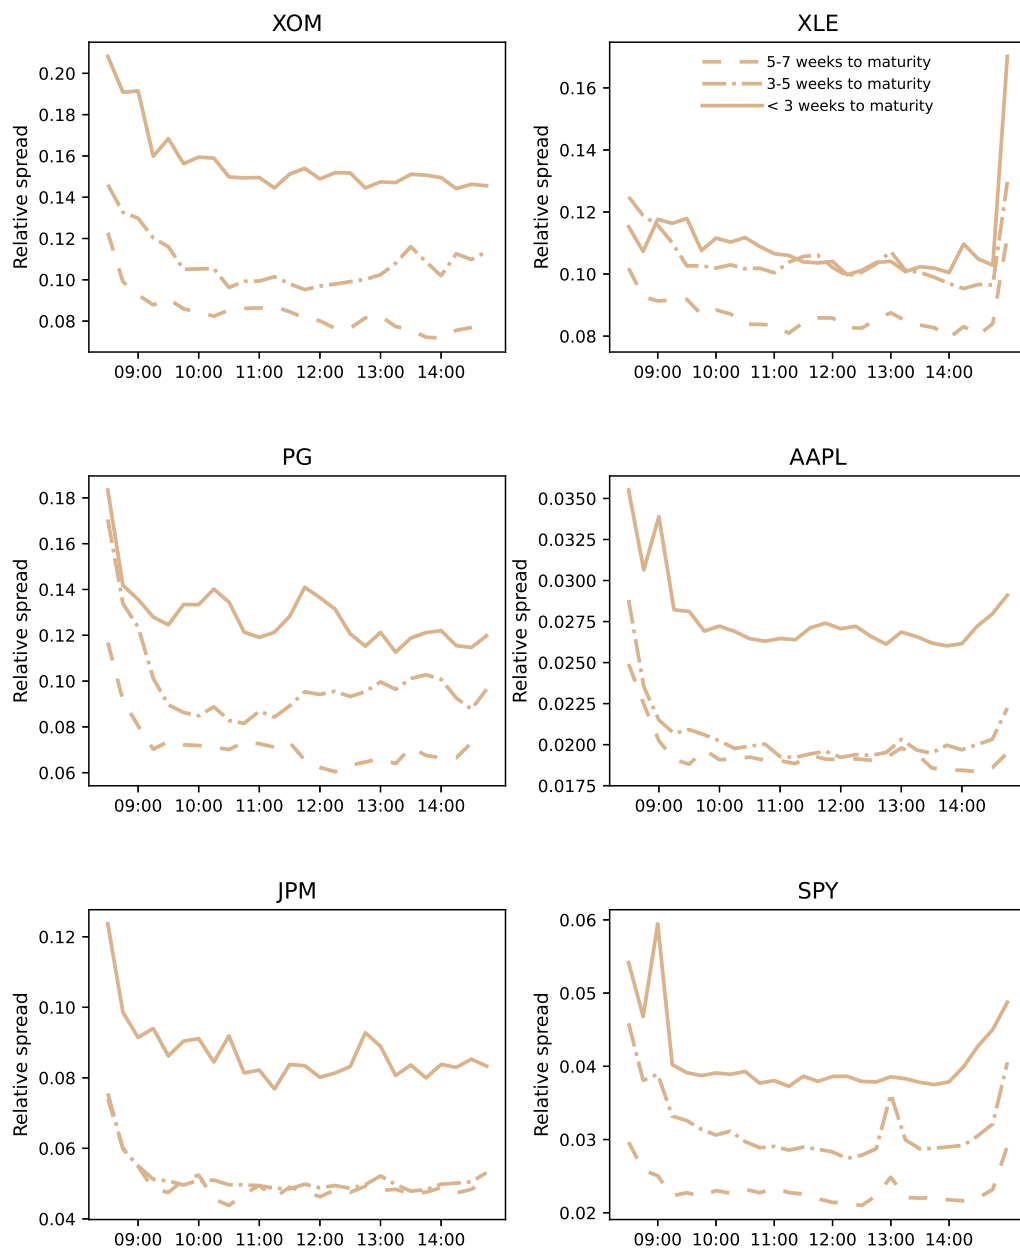 XOM
Relative spread
0.20
0.18
0.16
0.14
0.12
0.10
0.08
09:00 10:00 11:00 12:00 13:00 14:00
XLE
Relative spread
0.16
0.14
0.12
0.10
0.08
5-7 weeks to maturity
3-5 weeks to maturity
< 3 weeks to maturity
09:00 10:00 11:00 12:00 13:00 14:00
PG
Relative spread
0.18
0.16
0.14
0.12
0.10
0.08
0.06
09:00 10:00 11:00 12:00 13:00 14:00
AAPL
Relative spread
0.0350
0.0325
0.0300
0.0275
0.0250
0.0225
0.0200
0.0175
09:00 10:00 11:00 12:00 13:00 14:00
JPM
Relative spread
0.12
0.10
0.08
0.06
0.04
09:00 10:00 11:00 12:00 13:00 14:00
SPY
Relative spread
0.06
0.05
0.04
0.03
0.02
09:00 10:00 11:00 12:00 13:00 14:00